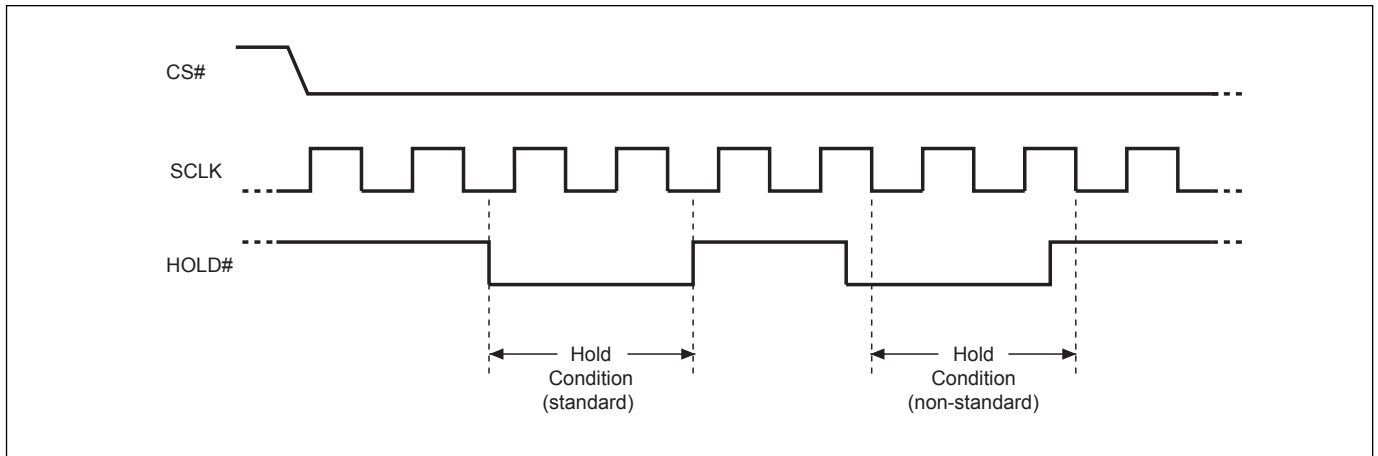 CS#
SCLK
HOLD#
Hold
Condition
(standard)
Hold
Condition
(non-standard)